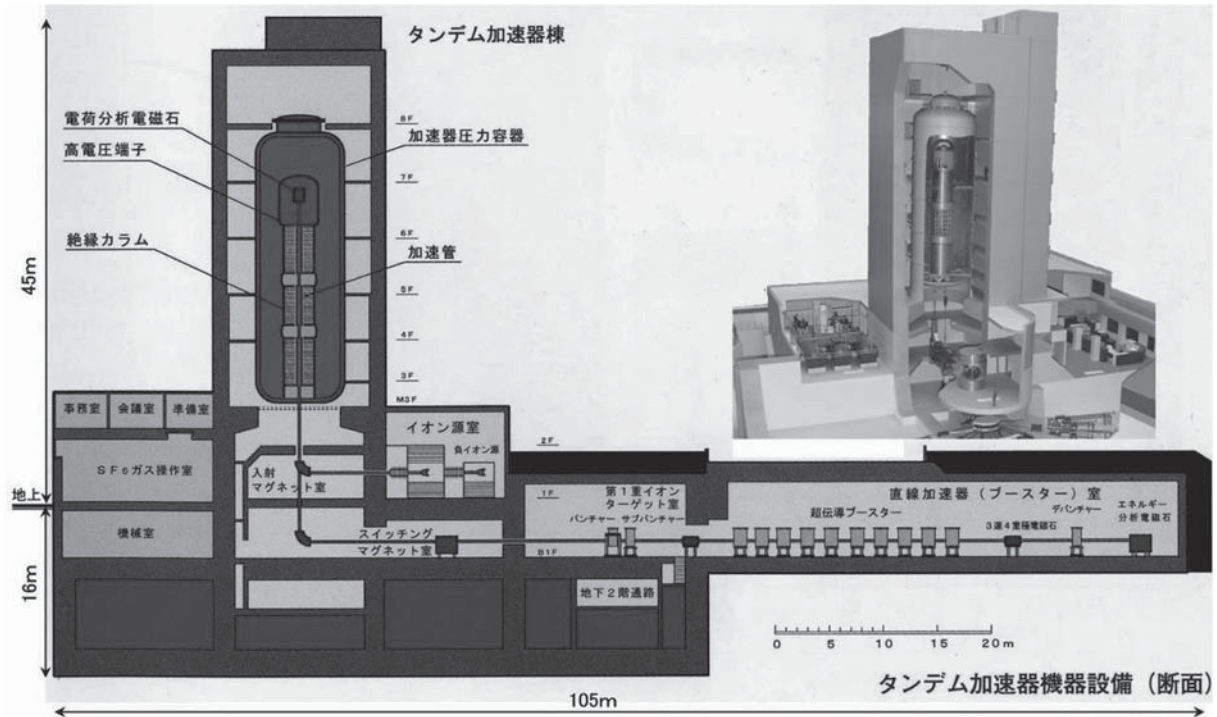 タンデム加速器棟
電荷分析電磁石
高電圧端子
絶縁カラム
加速器圧力容器
加速管
8F
7F
6F
5F
4F
3F
M3F
2F
1F
B1F
45m
16m
地上
事務室
会議室
準備室
SF6ガス操作室
機械室
イオン源室
負イオン源
入射
マグネット室
スイッチング
マグネット室
第1重イオン
ターゲット室
バンチャー
サブバンチャー
地下2階通路
直線加速器(ブースター)室
超伝導ブースター
3連4重極電磁石
デバンチャー
エネルギー
分析電磁石
0 5 10 15 20 m
タンデム加速器機器設備(断面)
105m